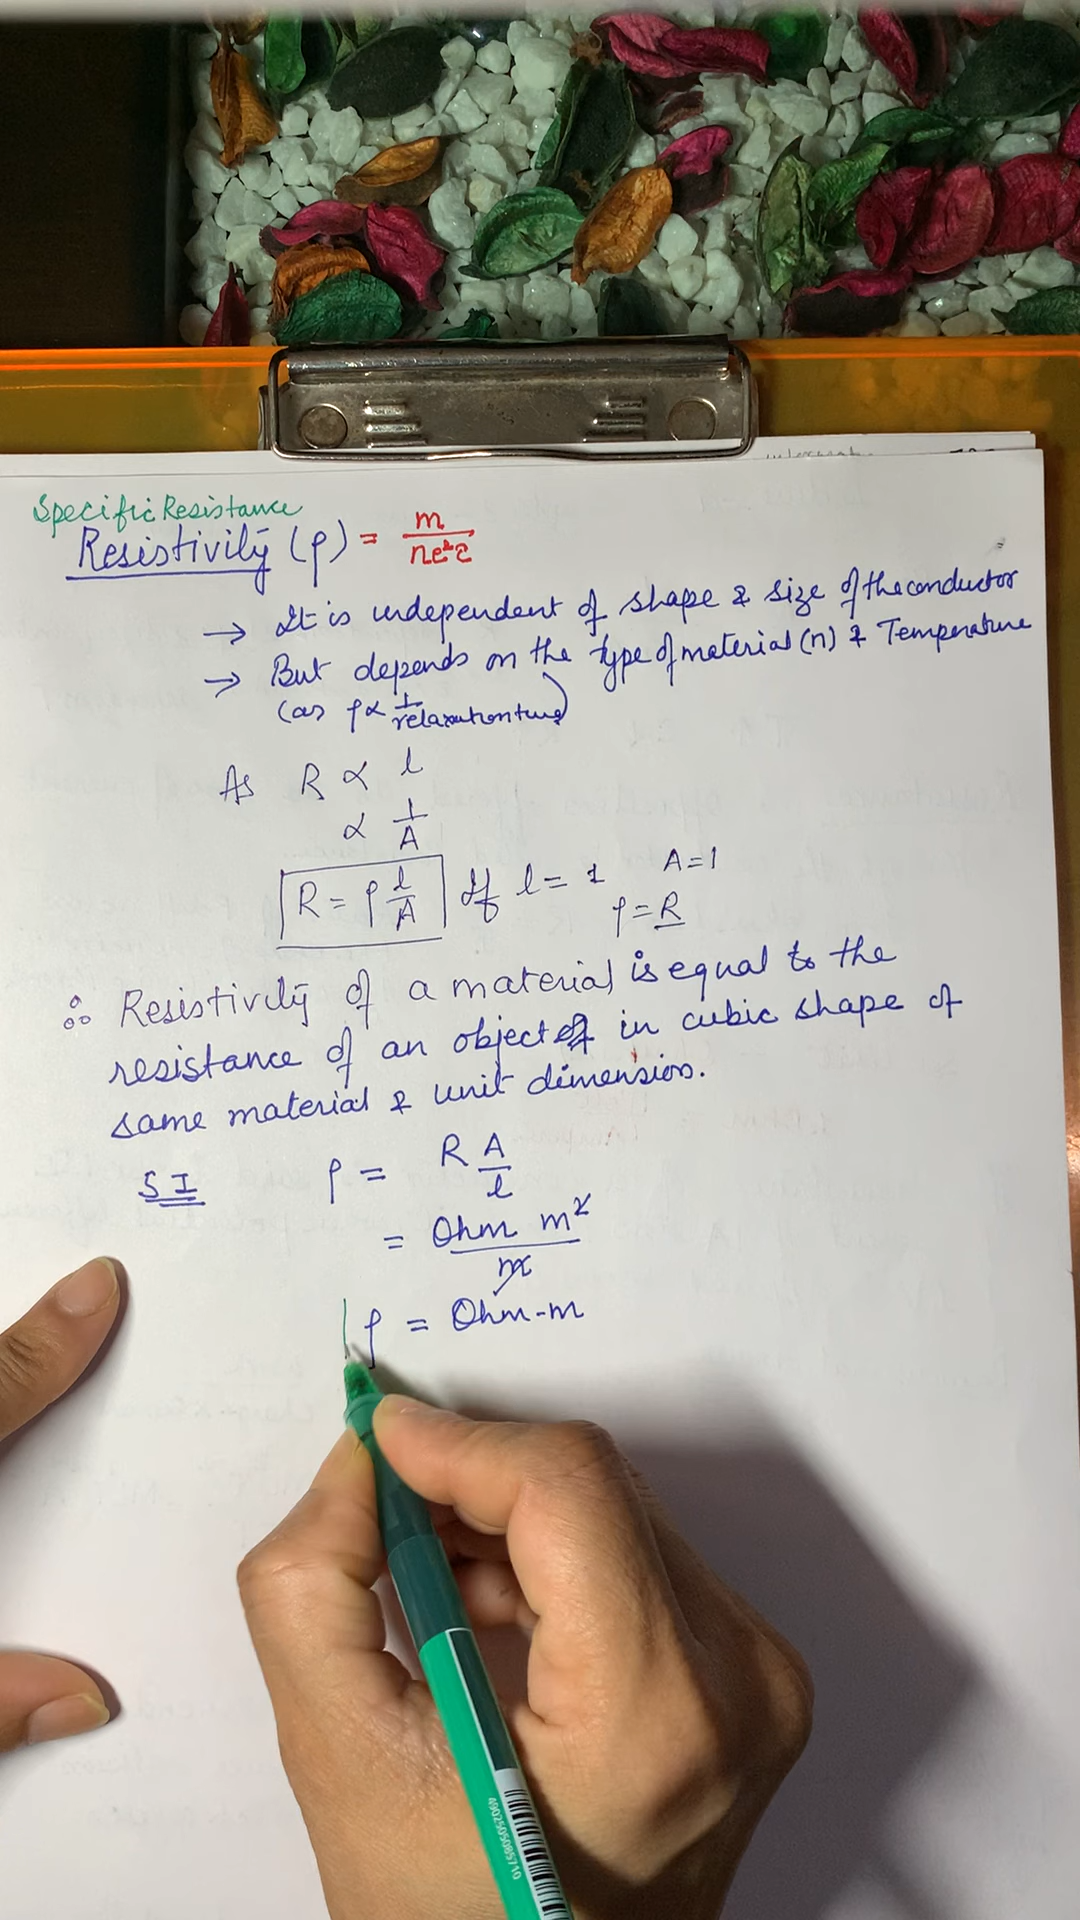 Specific Resistance
Resistivity (ρ) = m/ne²τ
→ It is independent of shape & size of the conductor
→ But depends on the type of material (n) & Temperature
(as ρ ∝ 1/relaxation time)
As R ∝ l
∝ 1/A
R = ρ l/A If l = 1 A = 1
ρ = R
∴ Resistivity of a material is equal to the
resistance of an object in cubic shape of
same material & unit dimension.
SI ρ = R A/l
= Ohm m²/m
ρ = Ohm-m